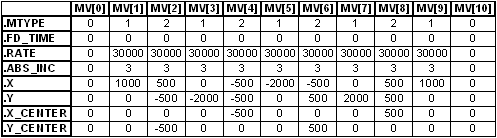 MV[0] MV[1] MV[2] MV[3] MV[4] MV[5] MV[6] MV[7] MV[8] MV[9] MV[10]
.MTYPE 0 1 2 1 2 1 2 1 2 1 0
.FD_TIME 0 0 0 0 0 0 0 0 0 0 0
.RATE 0 30000 30000 30000 30000 30000 30000 30000 30000 30000 0
.ABS_INC 0 3 3 3 3 3 3 3 3 3 0
.X 0 1000 500 0 -500 -2000 -500 0 500 1000 0
.Y 0 0 -500 -2000 -500 0 500 2000 500 0 0
.X_CENTER 0 0 0 0 -500 0 0 0 500 0 0
.Y_CENTER 0 0 -500 0 0 0 500 0 0 0 0